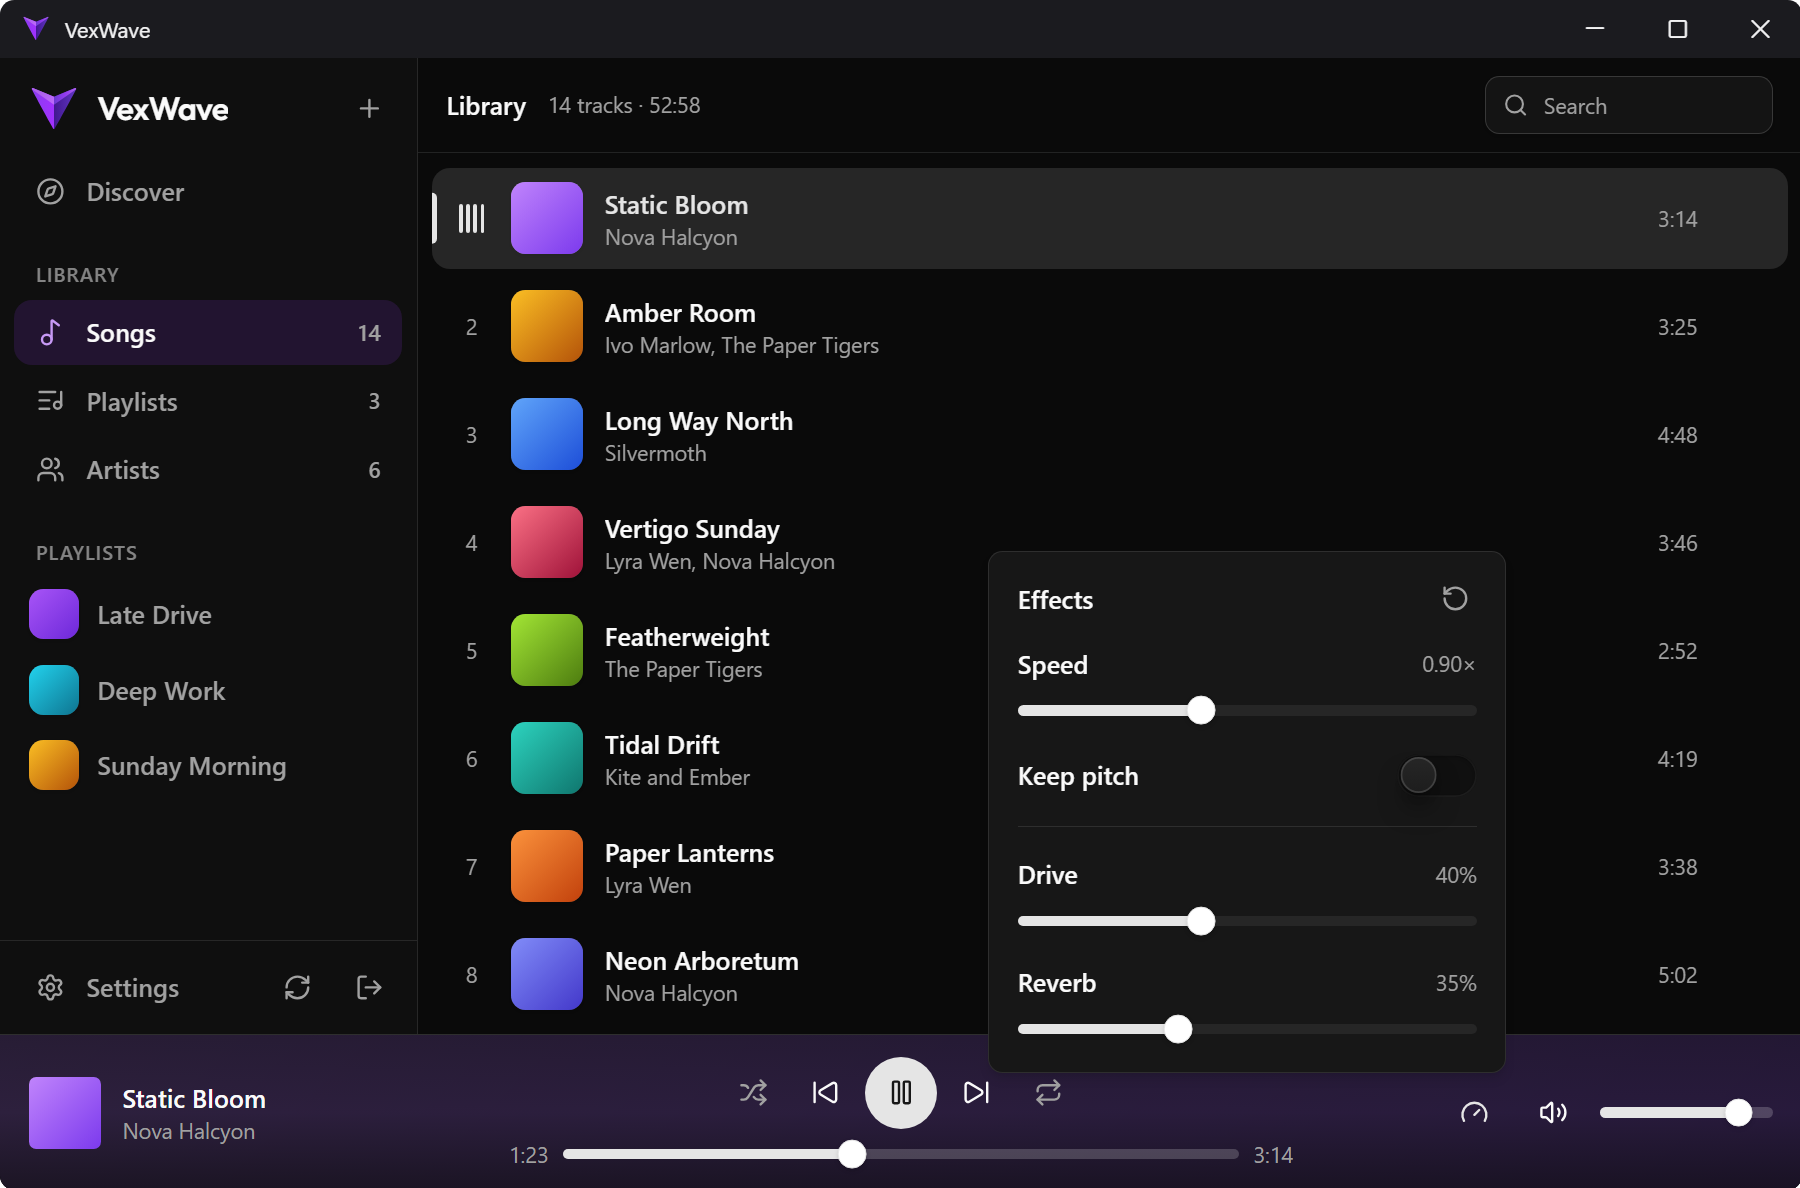 VexWave
VexWave
Discover
LIBRARY
Songs 14
Playlists 3
Artists 6
PLAYLISTS
Late Drive
Deep Work
Sunday Morning
Settings
Library 14 tracks · 52:58
Search
Static Bloom
Nova Halcyon
3:14
2
Amber Room
Ivo Marlow, The Paper Tigers
3:25
3
Long Way North
Silvermoth
4:48
4
Vertigo Sunday
Lyra Wen, Nova Halcyon
3:46
5
Featherweight
The Paper Tigers
2:52
6
Tidal Drift
Kite and Ember
4:19
7
Paper Lanterns
Lyra Wen
3:38
8
Neon Arboretum
Nova Halcyon
5:02
Effects
Speed 0.90×
Keep pitch
Drive 40%
Reverb 35%
Static Bloom
Nova Halcyon
1:23 3:14